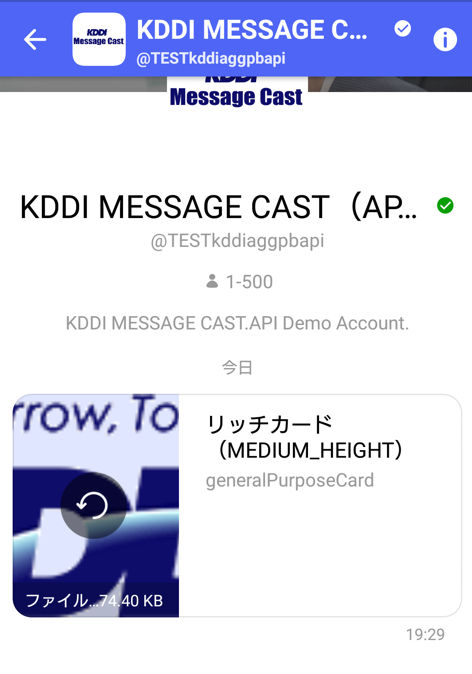 KDDI
Message Cast
KDDI MESSAGE C...
@TESTkddiaggpbapi
KDDI
Message Cast
KDDI MESSAGE CAST（AP...
@TESTkddiaggpbapi
1-500
KDDI MESSAGE CAST.API Demo Account.
今日
rrow, To
リッチカード
（MEDIUM_HEIGHT）
generalPurposeCard
ファイル...74.40 KB
19:29